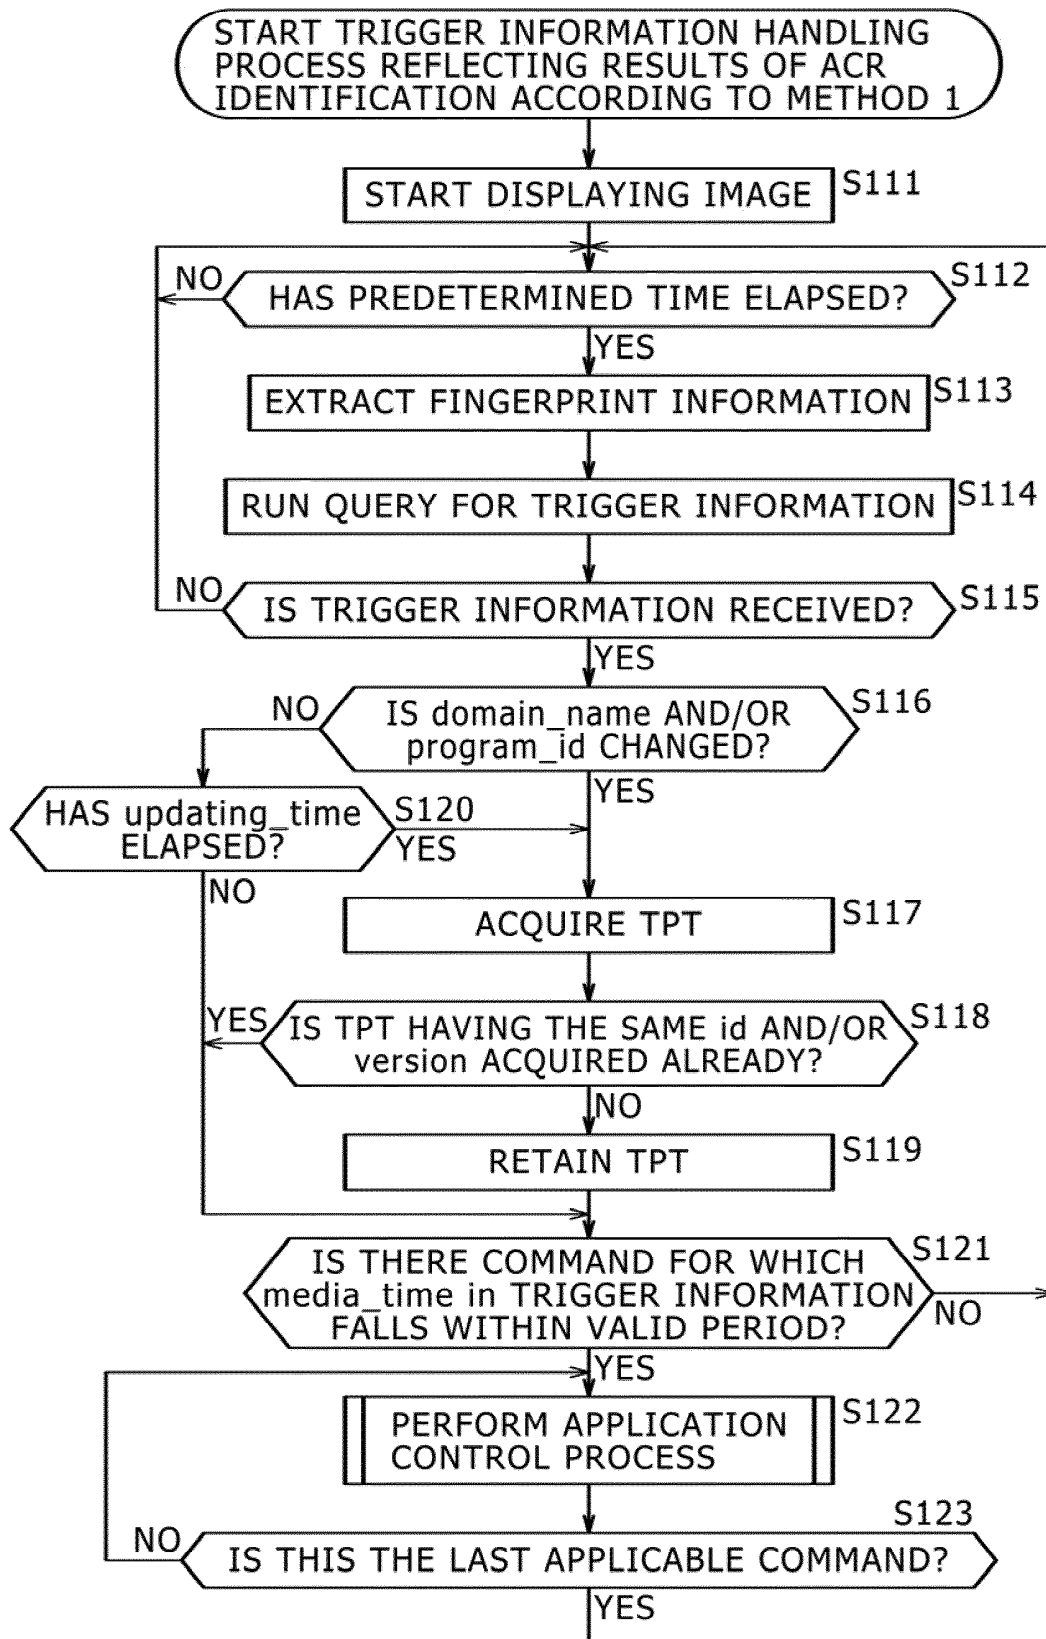 START TRIGGER INFORMATION HANDLING
PROCESS REFLECTING RESULTS OF ACR
IDENTIFICATION ACCORDING TO METHOD 1
START DISPLAYING IMAGE
S111
NO
HAS PREDETERMINED TIME ELAPSED?
S112
YES
EXTRACT FINGERPRINT INFORMATION
S113
RUN QUERY FOR TRIGGER INFORMATION
S114
NO
IS TRIGGER INFORMATION RECEIVED?
S115
YES
NO
IS domain_name AND/OR
program_id CHANGED?
S116
YES
HAS updating_time
ELAPSED?
S120
YES
NO
ACQUIRE TPT
S117
YES
IS TPT HAVING THE SAME id AND/OR
version ACQUIRED ALREADY?
S118
NO
RETAIN TPT
S119
IS THERE COMMAND FOR WHICH
media_time in TRIGGER INFORMATION
FALLS WITHIN VALID PERIOD?
S121
NO
YES
PERFORM APPLICATION
CONTROL PROCESS
S122
S123
NO
IS THIS THE LAST APPLICABLE COMMAND?
YES